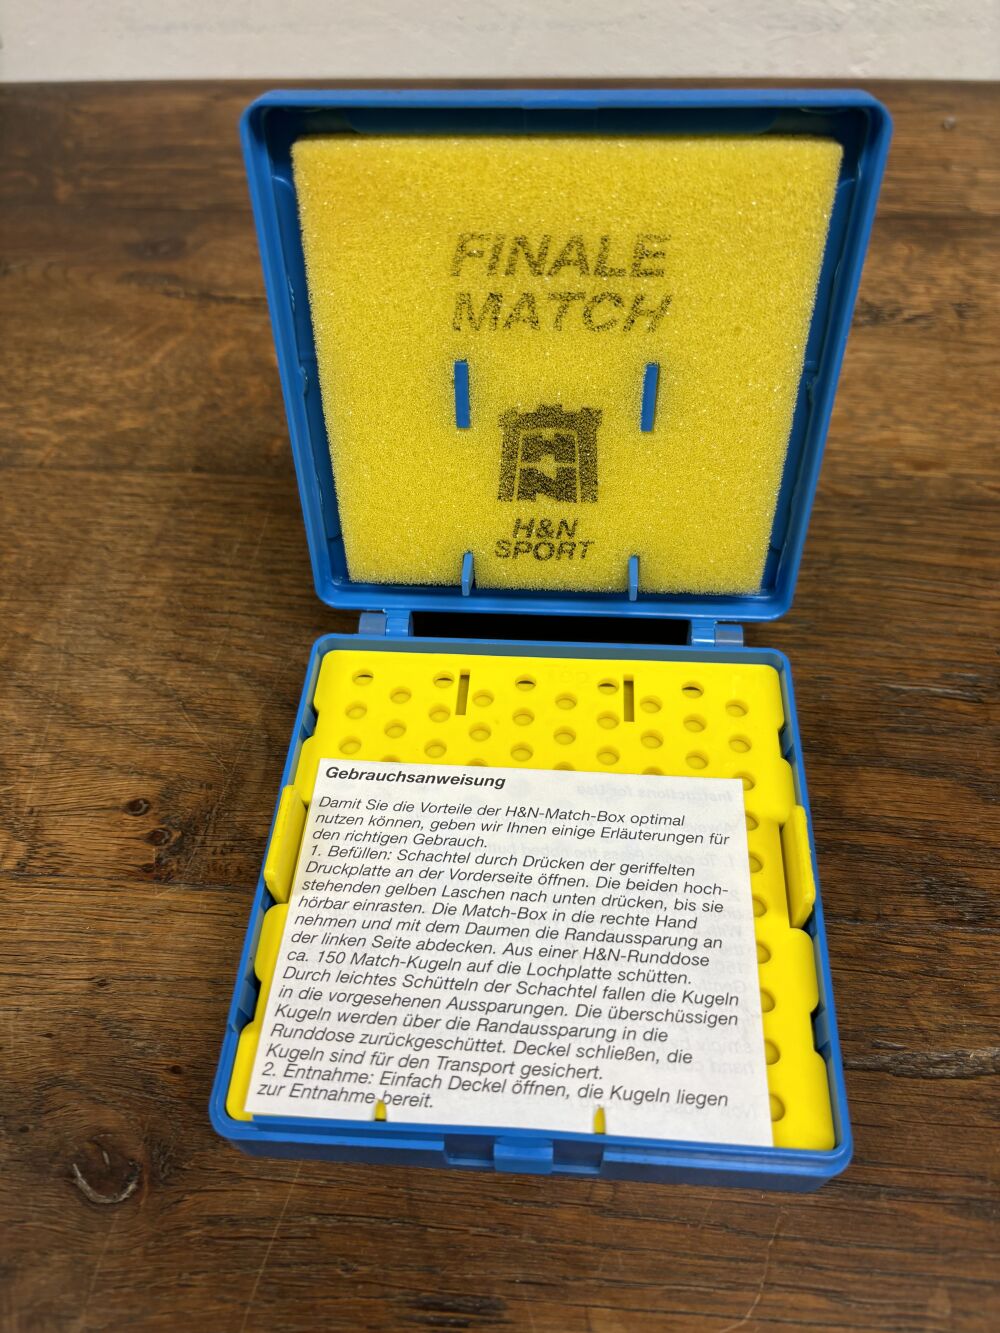 FINALE
MATCH
H&N
SPORT
Gebrauchsanweisung
Damit Sie die Vorteile der H&N-Match-Box optimal
nutzen können, geben wir Ihnen einige Erläuterungen für
den richtigen Gebrauch.
1. Befüllen: Schachtel durch Drücken der geriffelten
Druckplatte an der Vorderseite öffnen. Die beiden hoch-
stehenden gelben Laschen nach unten drücken, bis sie
hörbar einrasten. Die Match-Box in die rechte Hand
nehmen und mit dem Daumen die Randaussparung an
der linken Seite abdecken. Aus einer H&N-Runddose
ca. 150 Match-Kugeln auf die Lochplatte schütten.
Durch leichtes Schütteln der Schachtel fallen die Kugeln
in die vorgesehenen Aussparungen. Die überschüssigen
Kugeln werden über die Randaussparung in die
Runddose zurückgeschüttet. Deckel schließen, die
Kugeln sind für den Transport gesichert.
2. Entnahme: Einfach Deckel öffnen, die Kugeln liegen
zur Entnahme bereit.